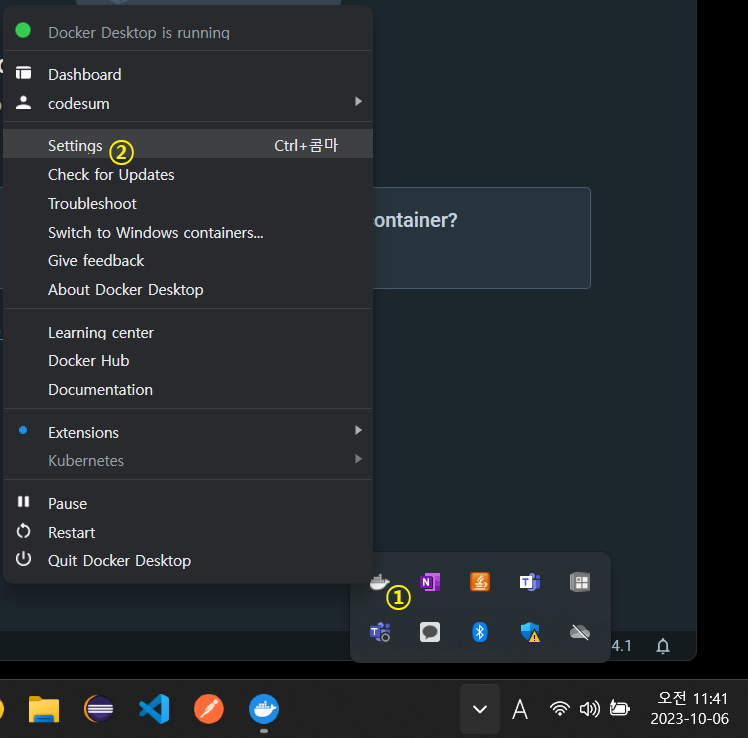 Docker Desktop is running
Dashboard
codesum
Settings ② Ctrl+콤마
Check for Updates
Troubleshoot
Switch to Windows containers...
container?
Give feedback
About Docker Desktop
Learning center
Docker Hub
Documentation
Extensions
Kubernetes
Pause
Restart
Quit Docker Desktop
①
4.1
A
오전 11:41
2023-10-06